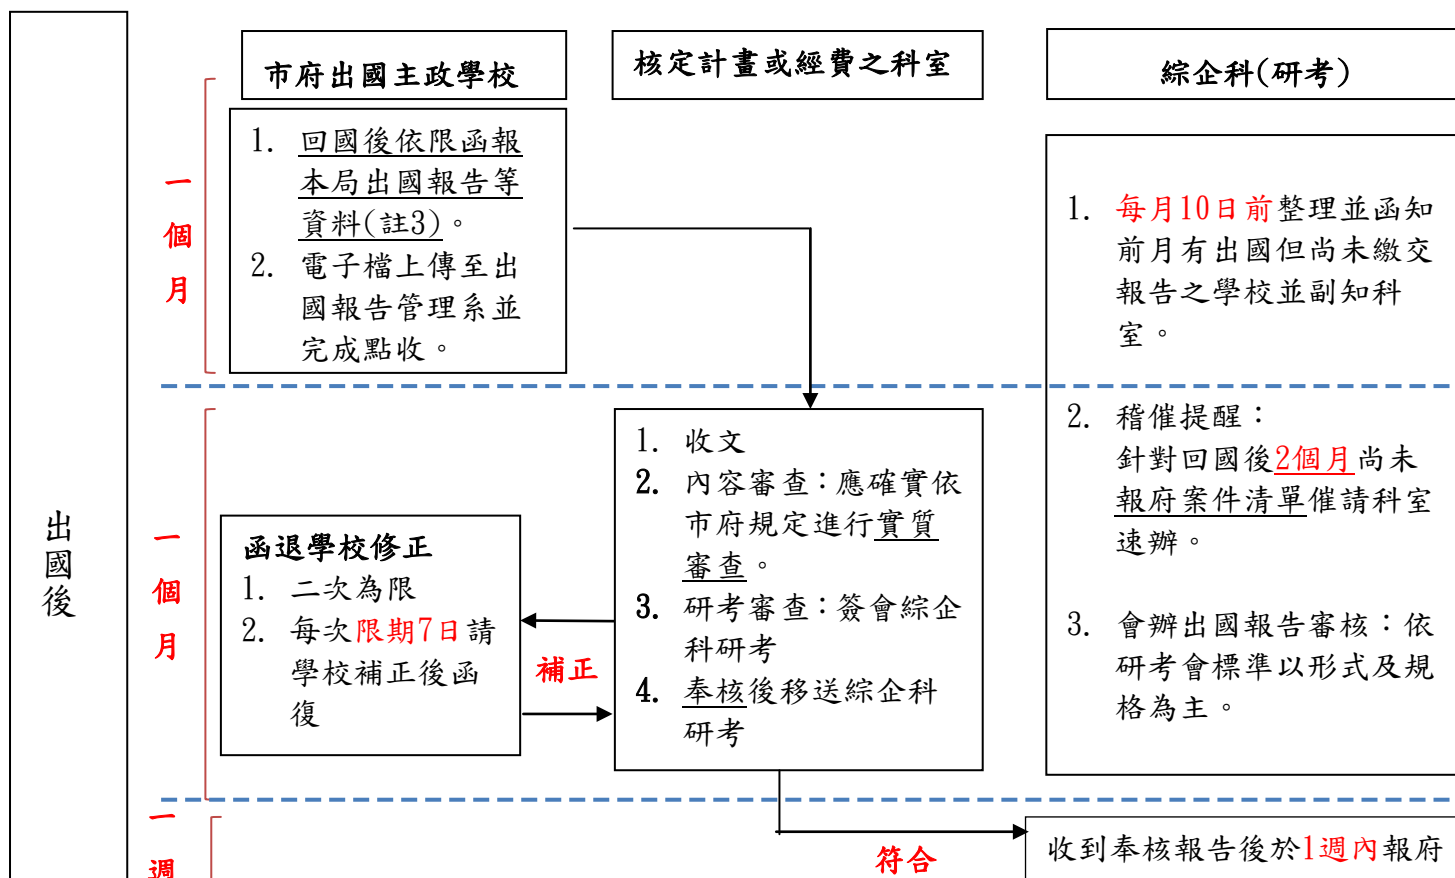 出國後
市府出國主政學校
核定計畫或經費之科室
綜企科(研考)
一個月
1. 回國後依限函報
本局出國報告等
資料(註3)。
2. 電子檔上傳至出
國報告管理系並
完成點收。
1. 每月10日前整理並函知
前月有出國但尚未繳交
報告之學校並副知科
室。
一個月
函退學校修正
1. 二次為限
2. 每次限期7日請
學校補正後函
復
補正
1. 收文
2. 內容審查：應確實依
市府規定進行實質
審查。
3. 研考審查：簽會綜企
科研考
4. 奉核後移送綜企科
研考
2. 稽催提醒：
針對回國後2個月尚未
報府案件清單催請科室
速辦。
3. 會辦出國報告審核：依
研考會標準以形式及規
格為主。
一週
符合
收到奉核報告後於1週內報府